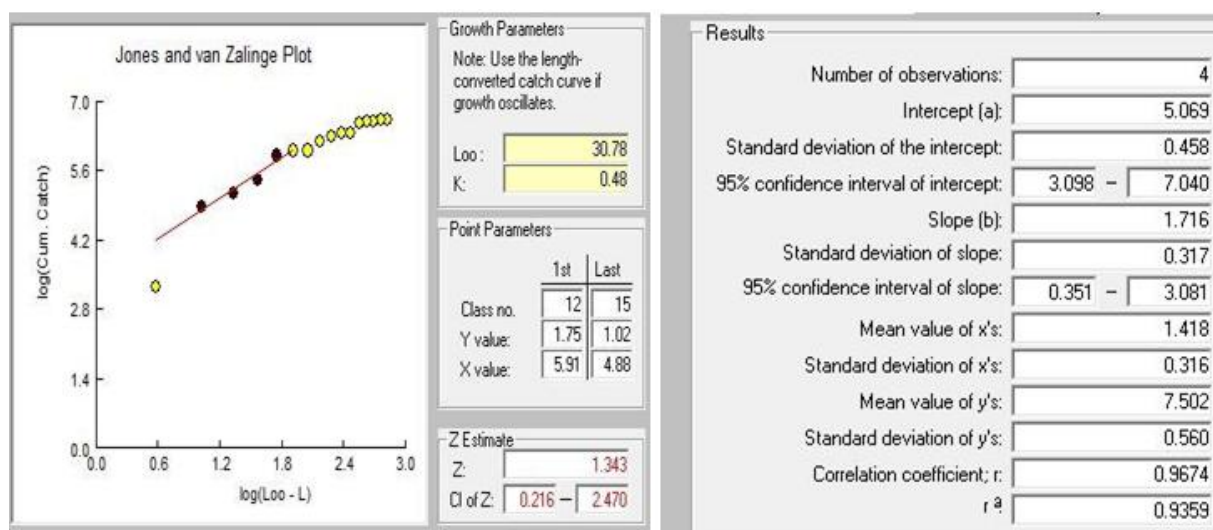 Jones and van Zalinge Plot
log(Cum. Catch)
7.0
5.6
4.2
2.8
1.4
0.0
0.0 0.6 1.2 1.8 2.4 3.0
log(Loo - L)
Growth Parameters
Note: Use the length-
converted catch curve if
growth oscillates.
Loo : 30.78
K: 0.48
Point Parameters
1st Last
Class no. 12 15
Y value: 1.75 1.02
X value: 5.91 4.88
Z Estimate
Z: 1.343
CI of Z: 0.216 – 2.470
Results
Number of observations: 4
Intercept (a): 5.069
Standard deviation of the intercept: 0.458
95% confidence interval of intercept: 3.098 – 7.040
Slope (b): 1.716
Standard deviation of slope: 0.317
95% confidence interval of slope: 0.351 – 3.081
Mean value of x's: 1.418
Standard deviation of x's: 0.316
Mean value of y's: 7.502
Standard deviation of y's: 0.560
Correlation coefficient; r: 0.9674
r ª: 0.9359